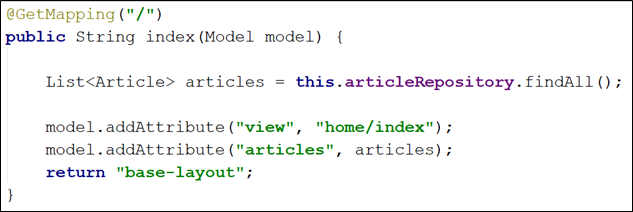 @GetMapping("/")
public String index(Model model) {
List<Article> articles = this.articleRepository.findAll();
model.addAttribute("view", "home/index");
model.addAttribute("articles", articles);
return "base-layout";
}